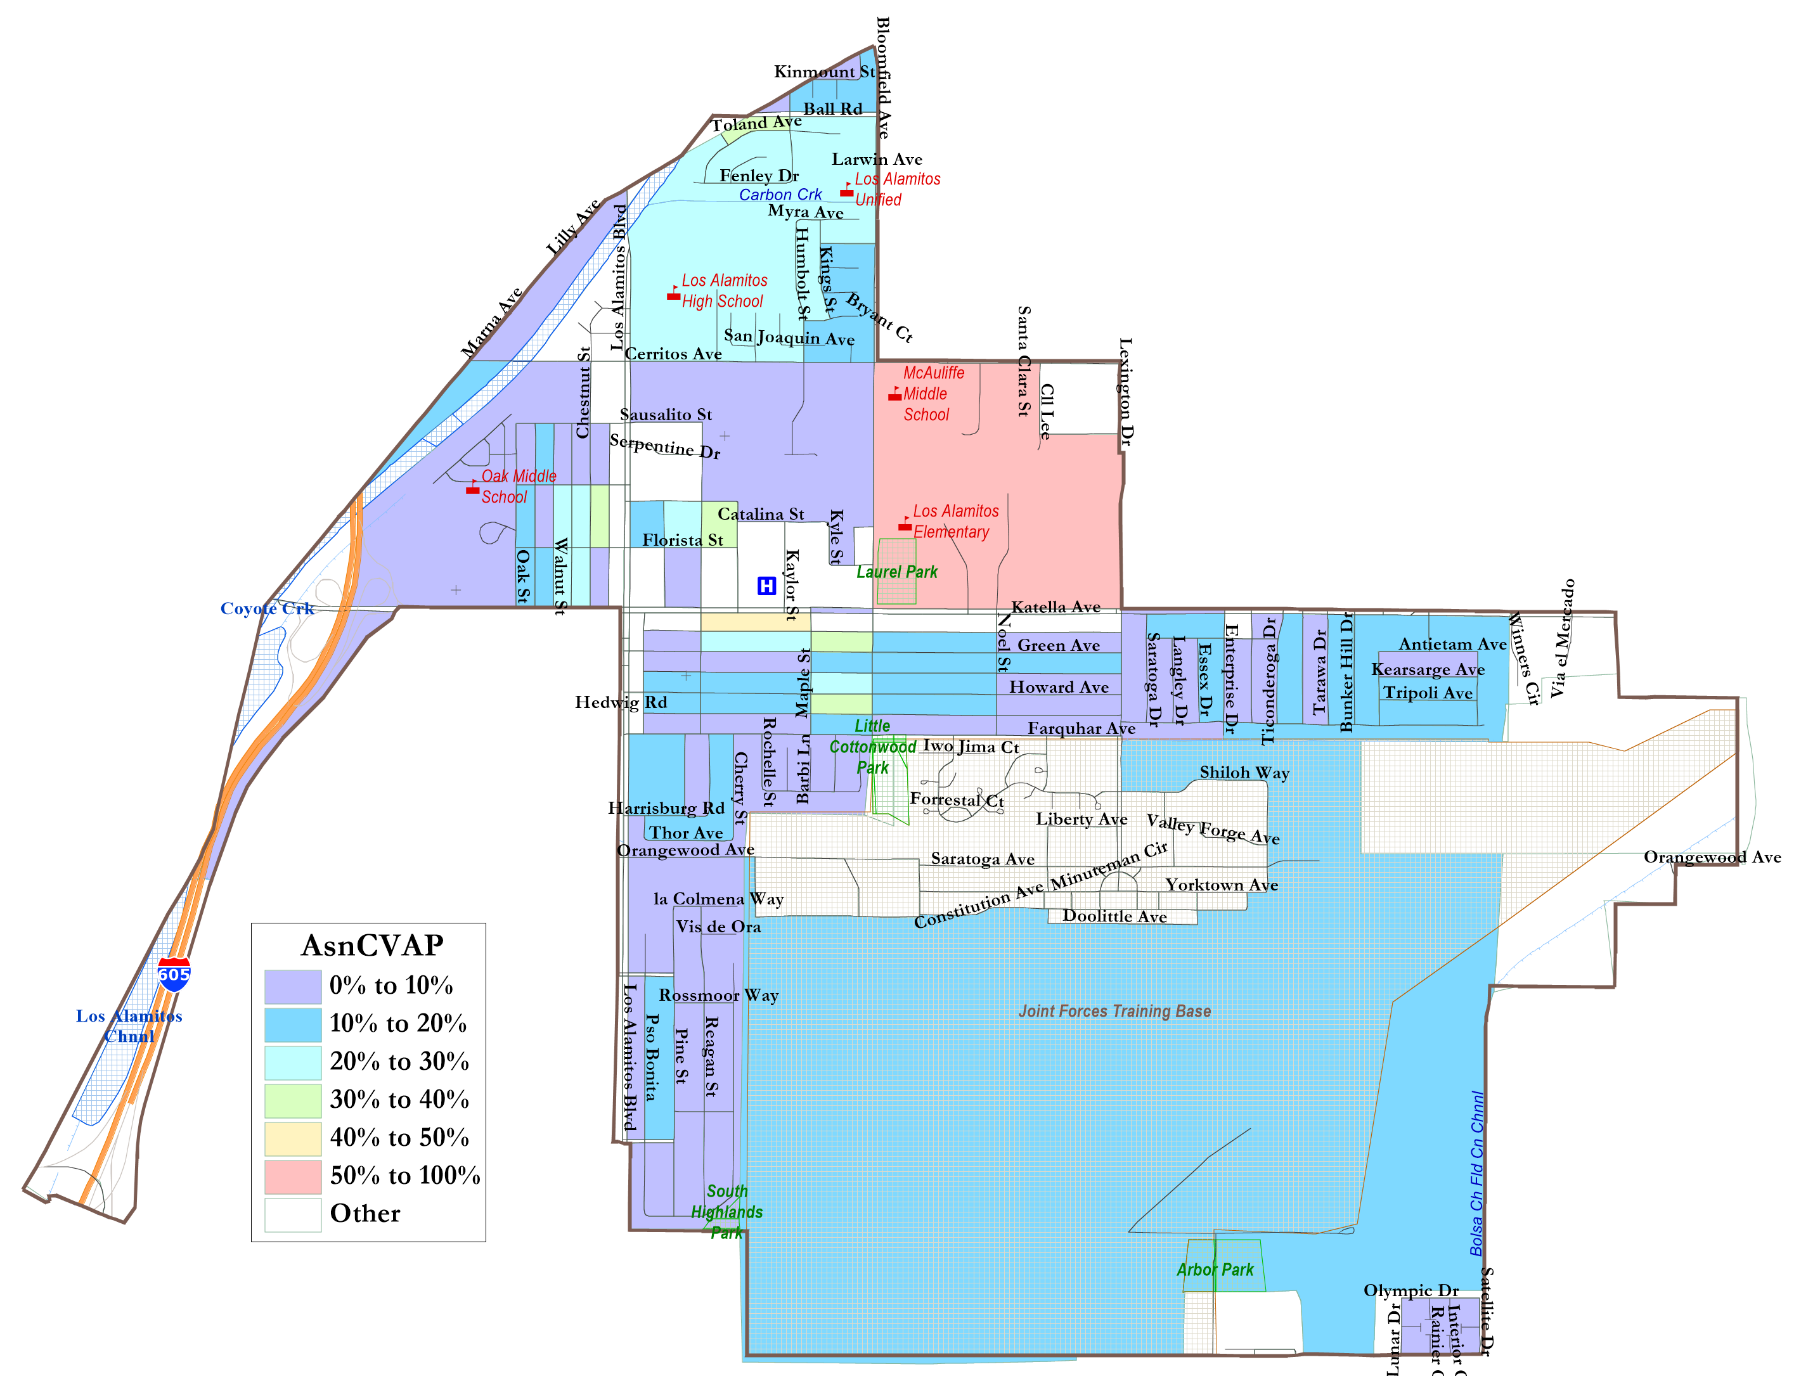 Bloomfield Ave
Kinmount St
Ball Rd
Toland Ave
Larwin Ave
Fenley Dr
Los Alamitos
Unified
Carbon Crk
Myra Ave
Lilly Ave
Los Alamitos Blvd
Humbolt St
Kings St
Los Alamitos
High School
Bryant Ct
Marna Ave
San Joaquin Ave
Cerritos Ave
Santa Clara St
Lexington Dr
Chestnut St
McAuliffe
Middle
School
Cll Lee
Sausalito St
Serpentine Dr
Oak Middle
School
Catalina St
Kyle St
Los Alamitos
Elementary
Florista St
Oak St
Walnut St
Kaylor St
H
Laurel Park
Coyote Crk
Katella Ave
Noel St
Green Ave
Saratoga Dr
Langley Dr
Essex Dr
Enterprise Dr
Ticonderoga Dr
Tarawa Dr
Bunker Hill Dr
Antietam Ave
Kearsarge Ave
Tripoli Ave
Winners Cir
Via el Mercado
Maple St
Howard Ave
Hedwig Rd
Farquhar Ave
Little
Cottonwood
Park
Iwo Jima Ct
Rochelle St
Barbi Ln
Cherry St
Shiloh Way
Harrisburg Rd
Forrestal Ct
Thor Ave
Liberty Ave
Valley Forge Ave
Orangewood Ave
Saratoga Ave
Minuteman Cir
Orangewood Ave
Constitution Ave
Yorktown Ave
Doolittle Ave
la Colmena Way
Vis de Ora
AsnCVAP
0% to 10%
10% to 20%
20% to 30%
30% to 40%
40% to 50%
50% to 100%
Other
605
Los Alamitos
Chnnl
Rossmoor Way
Los Alamitos Blvd
Pso Bonita
Pine St
Reagan St
Joint Forces Training Base
Bolsa Ch Fld Cn Chnnl
South
Highlands
Park
Arbor Park
Olympic Dr
Satellite Dr
Lunar Dr
Rainier C
Interior C